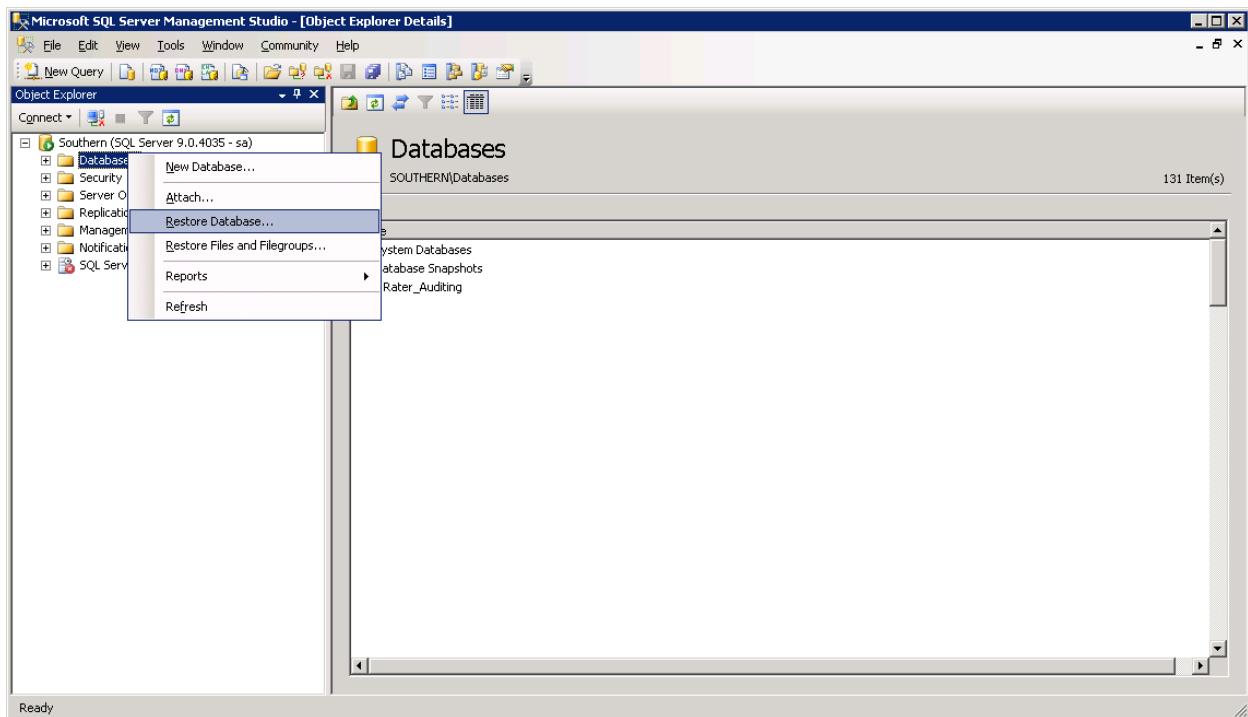 Microsoft SQL Server Management Studio - [Object Explorer Details]
File Edit View Tools Window Community Help
New Query
Object Explorer
Connect
Southern (SQL Server 9.0.4035 - sa)
Database
Security
Server O
Replicatio
Managem
Notificati
SQL Serv
New Database...
Attach...
Restore Database...
Restore Files and Filegroups...
Reports
Refresh
Databases
SOUTHERN\Databases
131 Item(s)
e
ystem Databases
atabase Snapshots
Rater_Auditing
Ready